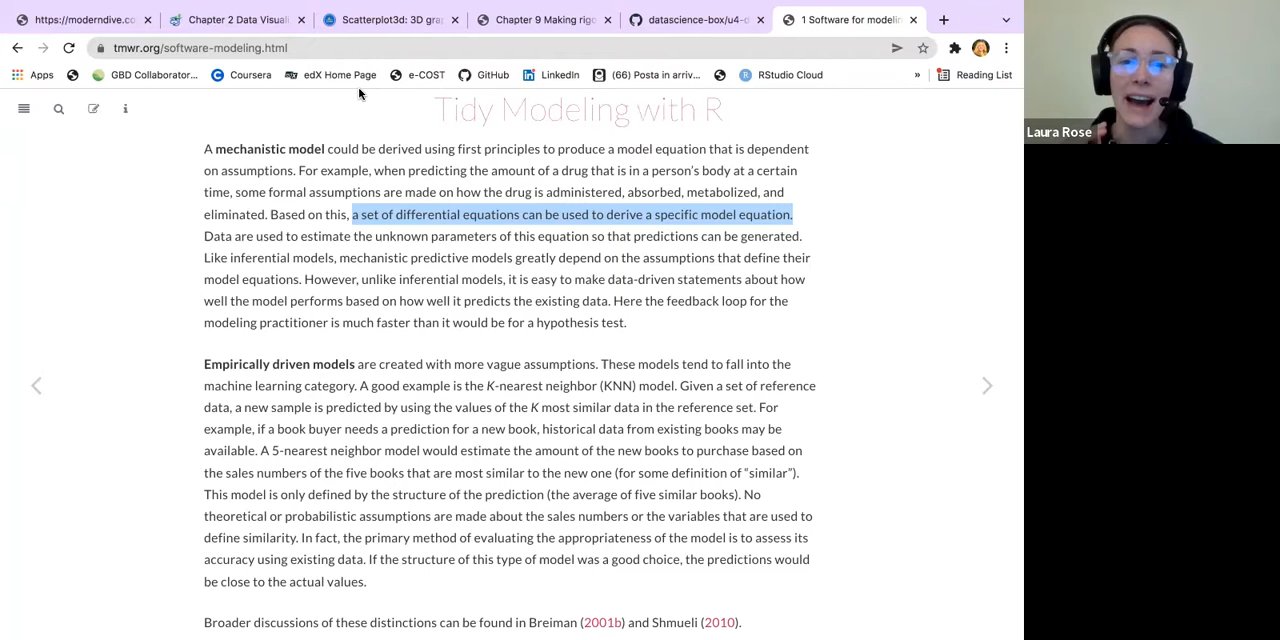 https://moderndive.co
Chapter 2 Data Visuali
Scatterplot3d: 3D gra
Chapter 9 Making rigo
datascience-box/u4-d
1 Software for modelin
tmwr.org/software-modeling.html
Apps
GBD Collaborator...
Coursera
edX Home Page
e-COST
GitHub
LinkedIn
(66) Posta in arriv...
RStudio Cloud
»
Reading List
Laura Rose
Tidy Modeling with R
A mechanistic model could be derived using first principles to produce a model equation that is dependent
on assumptions. For example, when predicting the amount of a drug that is in a person's body at a certain
time, some formal assumptions are made on how the drug is administered, absorbed, metabolized, and
eliminated. Based on this, a set of differential equations can be used to derive a specific model equation.
Data are used to estimate the unknown parameters of this equation so that predictions can be generated.
Like inferential models, mechanistic predictive models greatly depend on the assumptions that define their
model equations. However, unlike inferential models, it is easy to make data-driven statements about how
well the model performs based on how well it predicts the existing data. Here the feedback loop for the
modeling practitioner is much faster than it would be for a hypothesis test.
Empirically driven models are created with more vague assumptions. These models tend to fall into the
machine learning category. A good example is the K-nearest neighbor (KNN) model. Given a set of reference
data, a new sample is predicted by using the values of the K most similar data in the reference set. For
example, if a book buyer needs a prediction for a new book, historical data from existing books may be
available. A 5-nearest neighbor model would estimate the amount of the new books to purchase based on
the sales numbers of the five books that are most similar to the new one (for some definition of “similar”).
This model is only defined by the structure of the prediction (the average of five similar books). No
theoretical or probabilistic assumptions are made about the sales numbers or the variables that are used to
define similarity. In fact, the primary method of evaluating the appropriateness of the model is to assess its
accuracy using existing data. If the structure of this type of model was a good choice, the predictions would
be close to the actual values.
Broader discussions of these distinctions can be found in Breiman (2001b) and Shmueli (2010).